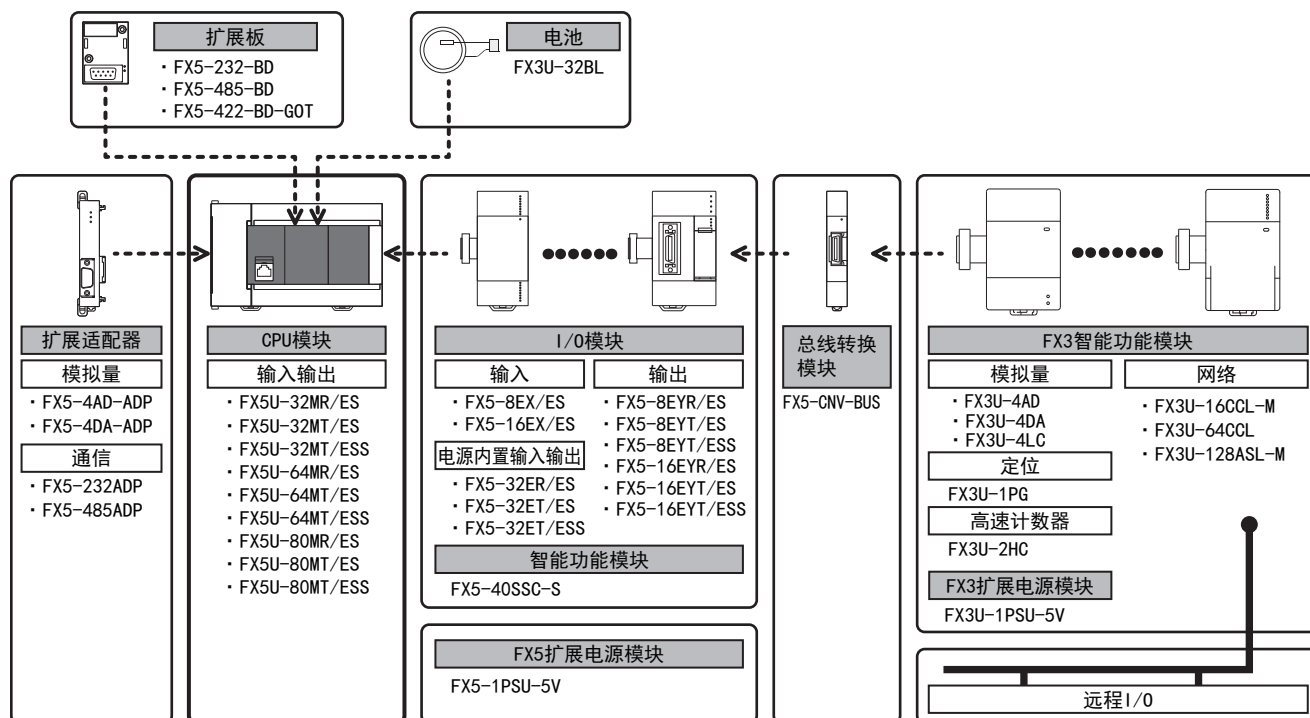 扩展板
・FX5-232-BD
・FX5-485-BD
・FX5-422-BD-GOT
电池
FX3U-32BL
扩展适配器
模拟量
・FX5-4AD-ADP
・FX5-4DA-ADP
通信
・FX5-232ADP
・FX5-485ADP
CPU模块
输入输出
・FX5U-32MR/ES
・FX5U-32MT/ES
・FX5U-32MT/ESS
・FX5U-64MR/ES
・FX5U-64MT/ES
・FX5U-64MT/ESS
・FX5U-80MR/ES
・FX5U-80MT/ES
・FX5U-80MT/ESS
I/O模块
输入
・FX5-8EX/ES
・FX5-16EX/ES
电源内置输入输出
・FX5-32ER/ES
・FX5-32ET/ES
・FX5-32ET/ESS
输出
・FX5-8EYR/ES
・FX5-8EYT/ES
・FX5-8EYT/ESS
・FX5-16EYR/ES
・FX5-16EYT/ES
・FX5-16EYT/ESS
智能功能模块
FX5-40SSC-S
FX5扩展电源模块
FX5-1PSU-5V
总线转换
模块
FX5-CNV-BUS
FX3智能功能模块
模拟量
・FX3U-4AD
・FX3U-4DA
・FX3U-4LC
定位
FX3U-1PG
高速计数器
FX3U-2HC
网络
・FX3U-16CCL-M
・FX3U-64CCL
・FX3U-128ASL-M
FX3扩展电源模块
FX3U-1PSU-5V
远程I/O